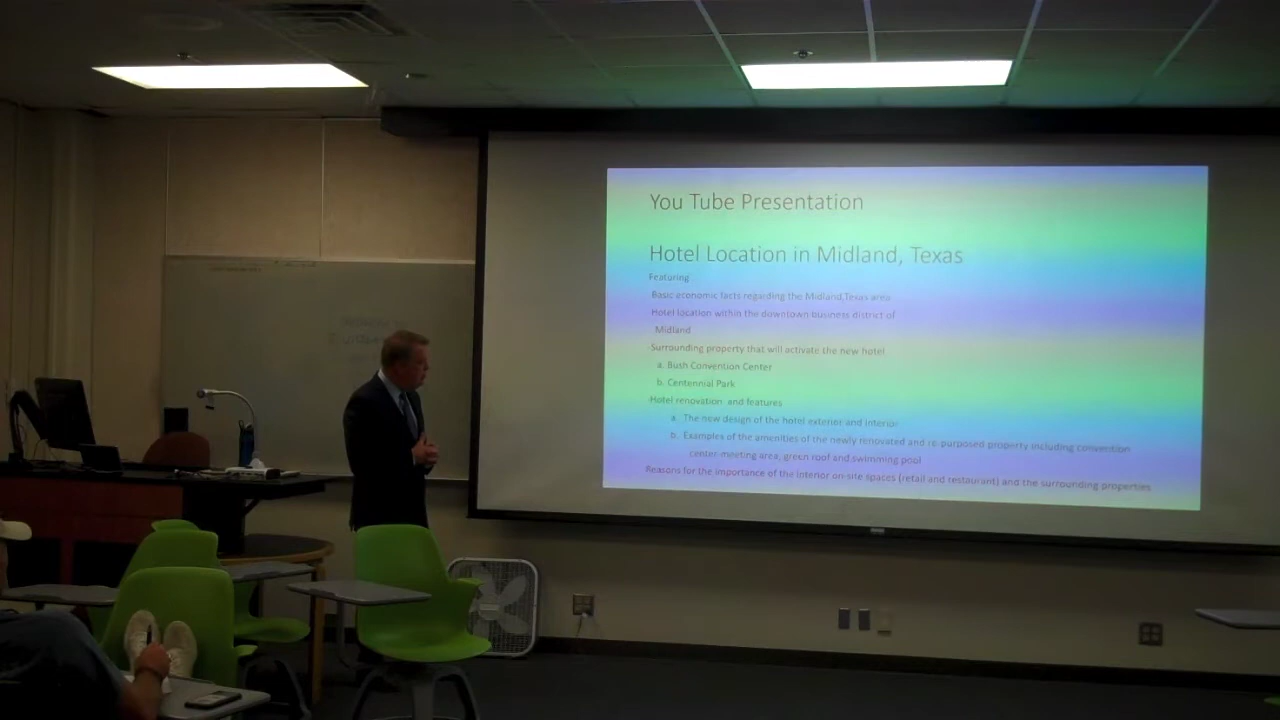 You Tube Presentation
Hotel Location in Midland, Texas
Featuring
Basic economic facts regarding the Midland,Texas area
Hotel location within the downtown business district of
Midland
Surrounding property that will activate the new hotel
a. Bush Convention Center
b. Centennial Park
Hotel renovation and features
a. The new design of the hotel exterior and interior
b. Examples of the amenities of the newly renovated and re-purposed property including convention
center meeting area, green roof and swimming pool
Reasons for the importance of the interior on-site spaces (retail and restaurant) and the surrounding properties